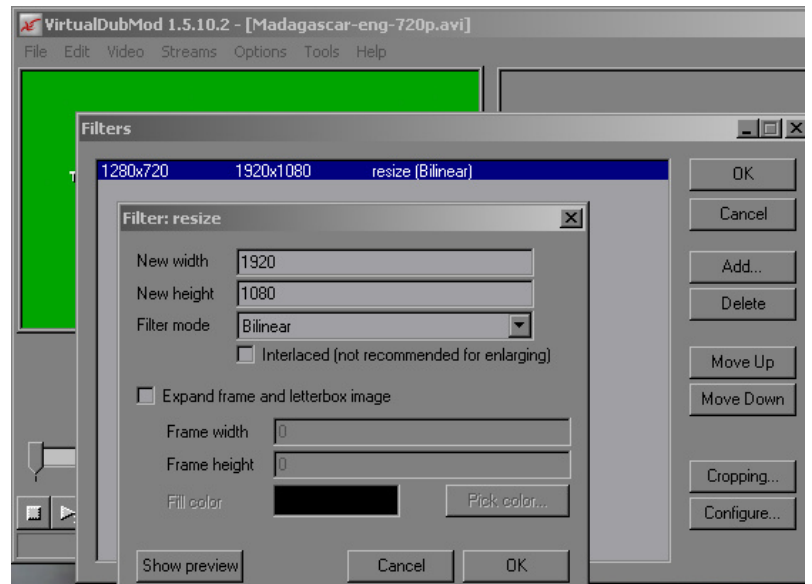 VirtualDubMod 1.5.10.2 - [Madagascar-eng-720p.avi]
File Edit Video Streams Options Tools Help
Filters
1280x720 1920x1080 resize (Bilinear)
OK
Cancel
Add...
Delete
Move Up
Move Down
Cropping...
Configure...
Filter: resize
New width 1920
New height 1080
Filter mode Bilinear
Interlaced (not recommended for enlarging)
Expand frame and letterbox image
Frame width 0
Frame height 0
Fill color Pick color...
Show preview Cancel OK